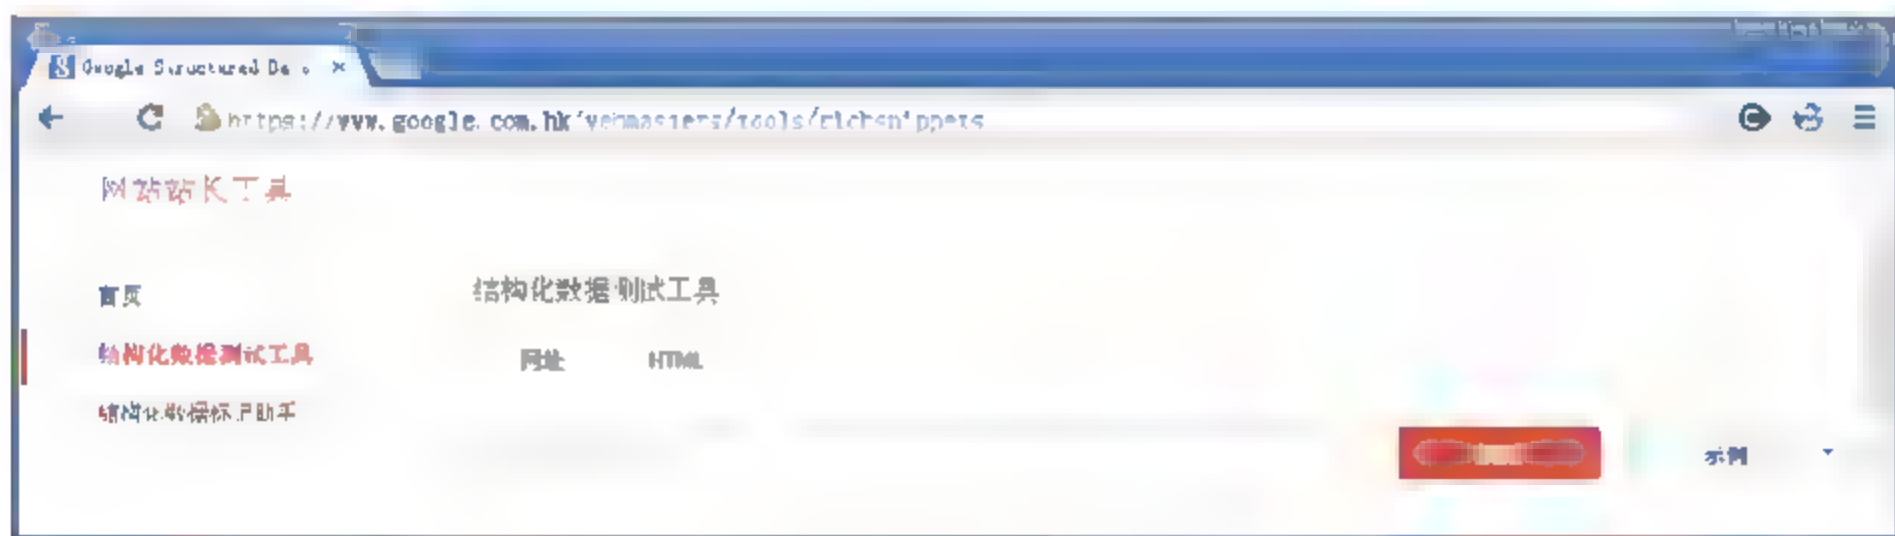 Google Structured Da
https://www.google.com.hk/webmasters/tools/richsnippets
网站站长工具
首页
结构化数据测试工具
结构化数据测试工具
网址 HTML
结构化数据标记助手
示例